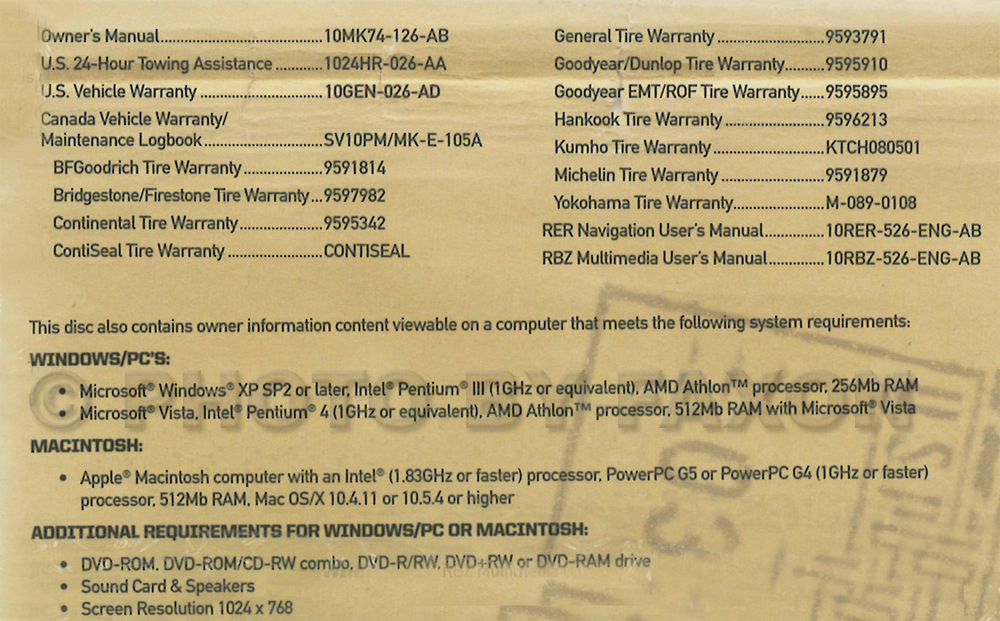 Owner's Manual....................................10MK74-126-AB
U.S. 24-Hour Towing Assistance...........1024HR-026-AA
U.S. Vehicle Warranty...........................10GEN-026-AD
Canada Vehicle Warranty/
Maintenance Logbook..........................SV10PM/MK-E-105A
BFGoodrich Tire Warranty.................9591814
Bridgestone/Firestone Tire Warranty...9597982
Continental Tire Warranty..................9595342
ContiSeal Tire Warranty.....................CONTISEAL
General Tire Warranty........................9593791
Goodyear/Dunlop Tire Warranty.........9595910
Goodyear EMT/ROF Tire Warranty.....9595895
Hankook Tire Warranty......................9596213
Kumho Tire Warranty.........................KTCH080501
Michelin Tire Warranty.......................9591879
Yokohama Tire Warranty....................M-089-0108
RER Navigation User's Manual.............10RER-526-ENG-AB
RBZ Multimedia User's Manual............10RBZ-526-ENG-AB
This disc also contains owner information content viewable on a computer that meets the following system requirements:
WINDOWS/PC'S:
• Microsoft® Windows® XP SP2 or later, Intel® Pentium® III (1GHz or equivalent), AMD Athlon™ processor, 256Mb RAM
• Microsoft® Vista, Intel® Pentium® 4 (1GHz or equivalent), AMD Athlon™ processor, 512Mb RAM with Microsoft® Vista
© PHOTO BY FAXON
MACINTOSH:
• Apple® Macintosh computer with an Intel® (1.83GHz or faster) processor, PowerPC G5 or PowerPC G4 (1GHz or faster)
processor, 512Mb RAM, Mac OS/X 10.4.11 or 10.5.4 or higher
ADDITIONAL REQUIREMENTS FOR WINDOWS/PC OR MACINTOSH:
• DVD-ROM, DVD-ROM/CD-RW combo, DVD-R/RW, DVD+RW or DVD-RAM drive
• Sound Card & Speakers
• Screen Resolution 1024 x 768